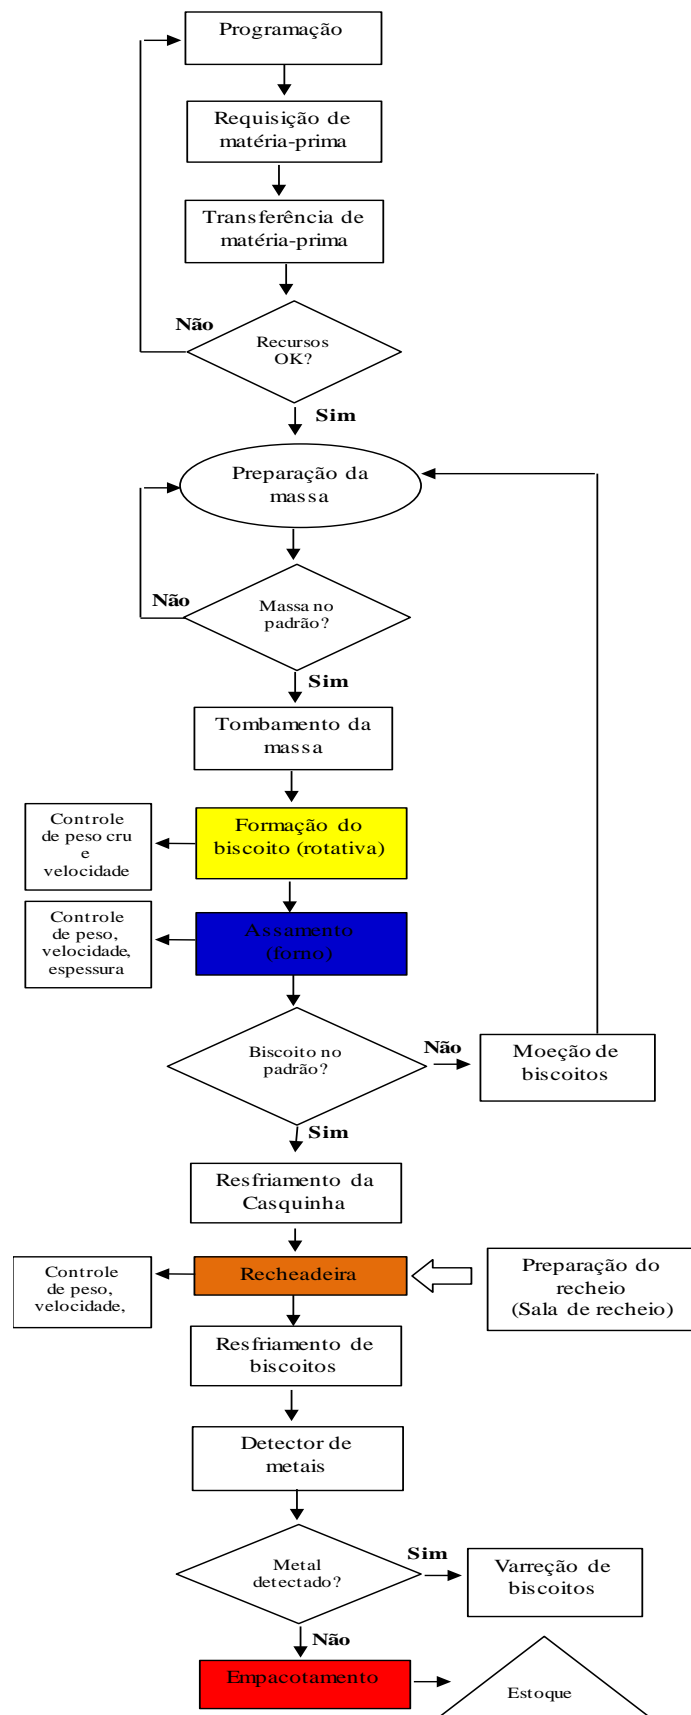 Programação
Requisição de
matéria-prima
Transferência de
matéria-prima
Não
Recursos
OK?
Sim
Preparação da
massa
Não
Massa no
padrão?
Sim
Tombamento da
massa
Controle
de peso cru
e
velocidade
Formação do
biscoito (rotativa)
Controle
de peso,
velocidade,
espessura
Assamento
(forno)
Biscoito no
padrão?
Não
Moeção de
biscoitos
Sim
Resfriamento da
Casquinha
Controle
de peso,
velocidade,
Recheadeira
Preparação do
recheio
(Sala de recheio)
Resfriamento de
biscoitos
Detector de
metais
Metal
detectado?
Sim
Varreção de
biscoitos
Não
Empacotamento
Estoque